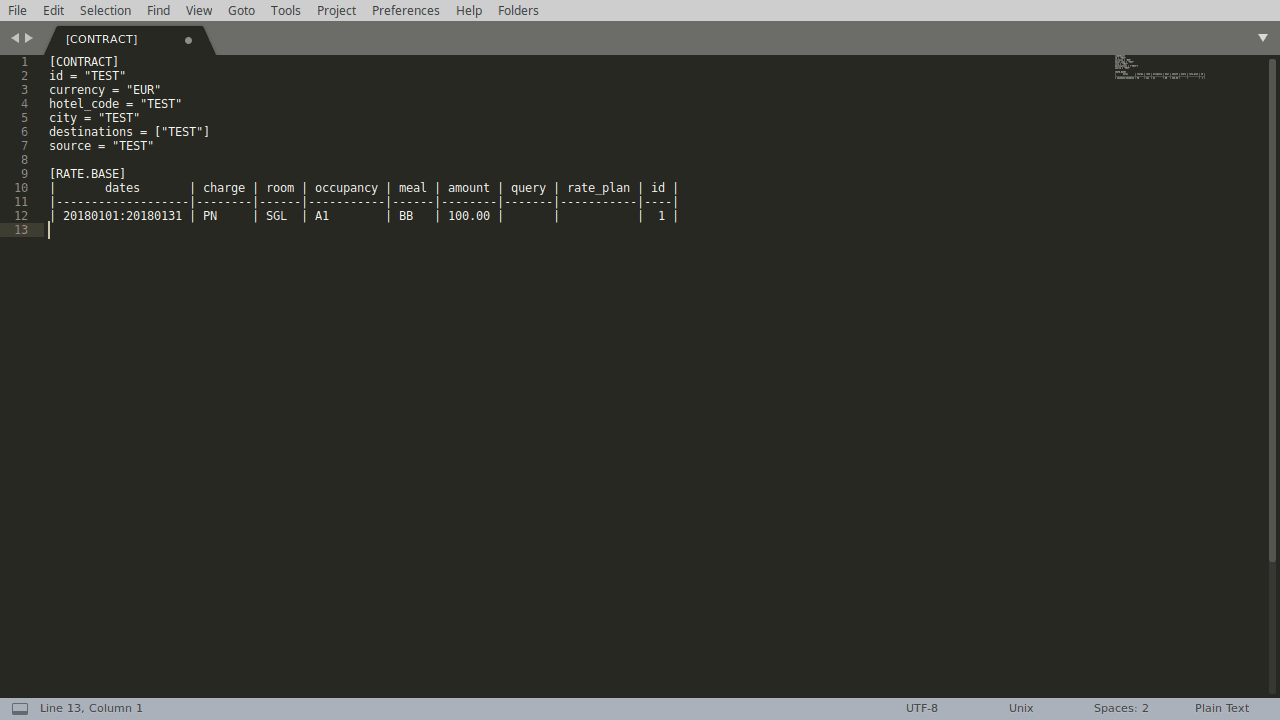 File Edit Selection Find View Goto Tools Project Preferences Help Folders
[CONTRACT]
1 [CONTRACT]
2 id = "TEST"
3 currency = "EUR"
4 hotel_code = "TEST"
5 city = "TEST"
6 destinations = ["TEST"]
7 source = "TEST"
8
9 [RATE.BASE]
10 |       dates       | charge | room | occupancy | meal | amount | query | rate_plan | id |
11 |-------------------|--------|------|-----------|------|--------|-------|-----------|----|
12 | 20180101:20180131 | PN     | SGL  | A1        | BB   | 100.00 |       |           |  1 |
13
Line 13, Column 1 UTF-8 Unix Spaces: 2 Plain Text